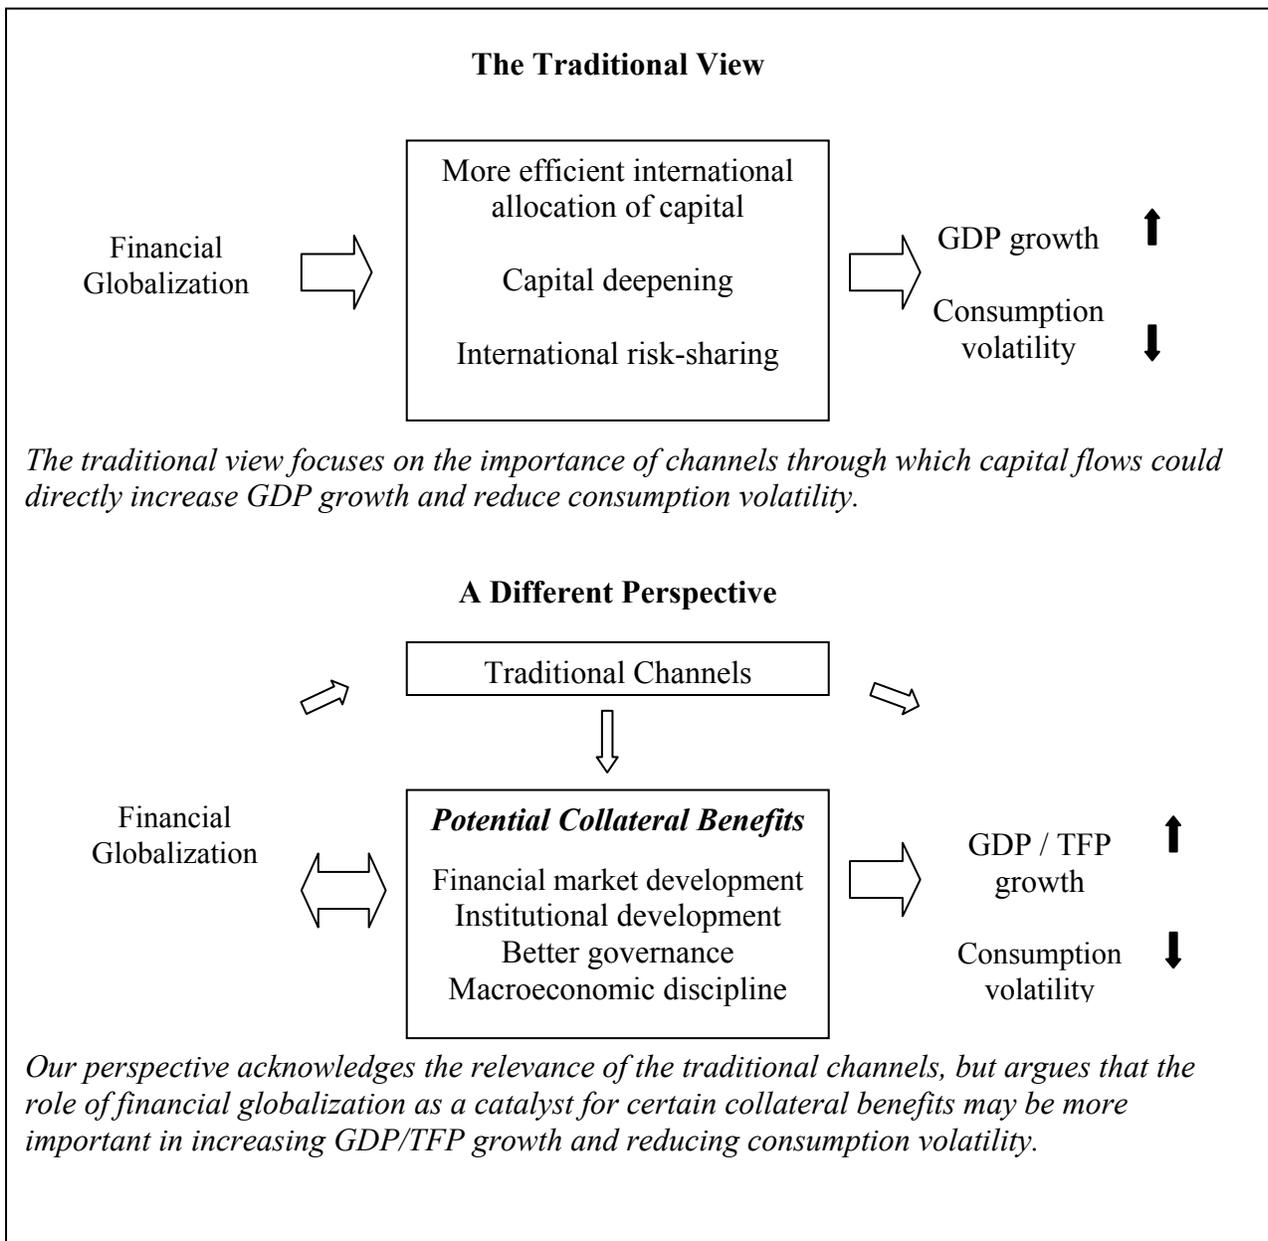 The Traditional View
Financial
Globalization
More efficient international
allocation of capital
Capital deepening
International risk-sharing
GDP growth
Consumption
volatility
The traditional view focuses on the importance of channels through which capital flows could
directly increase GDP growth and reduce consumption volatility.
A Different Perspective
Traditional Channels
Financial
Globalization
Potential Collateral Benefits
Financial market development
Institutional development
Better governance
Macroeconomic discipline
GDP / TFP
growth
Consumption
volatility
Our perspective acknowledges the relevance of the traditional channels, but argues that the
role of financial globalization as a catalyst for certain collateral benefits may be more
important in increasing GDP/TFP growth and reducing consumption volatility.